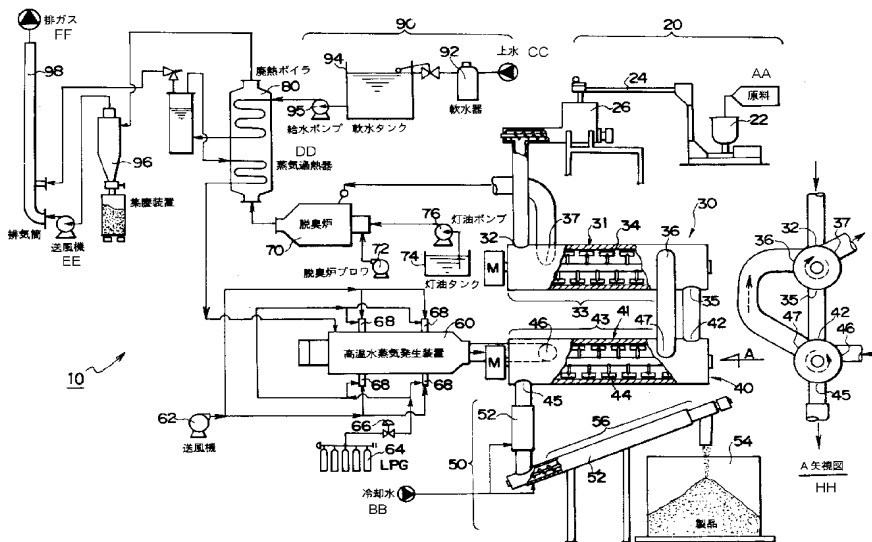 排ガス
FF
98
96
集塵装置
排気筒
送風機
EE
廃熱ボイラ
80
DD
蒸気過熱器
90
94
95
給水ポンプ
軟水タンク
92
軟水器
上水 CC
20
24
26
AA
原料
22
脱臭炉
70
72
脱臭炉ブロワ
76
灯油ポンプ
74
灯油タンク
30
31
32
33
34
35
36
37
M
40
41
42
43
44
45
46
47
M
A
60
高温水蒸気発生装置
68
68
68
68
62
送風機
66
64
LPG
10
50
52
56
52
54
製品
冷却水
BB
32
37
36
35
42
47
46
45
A矢視図
HH